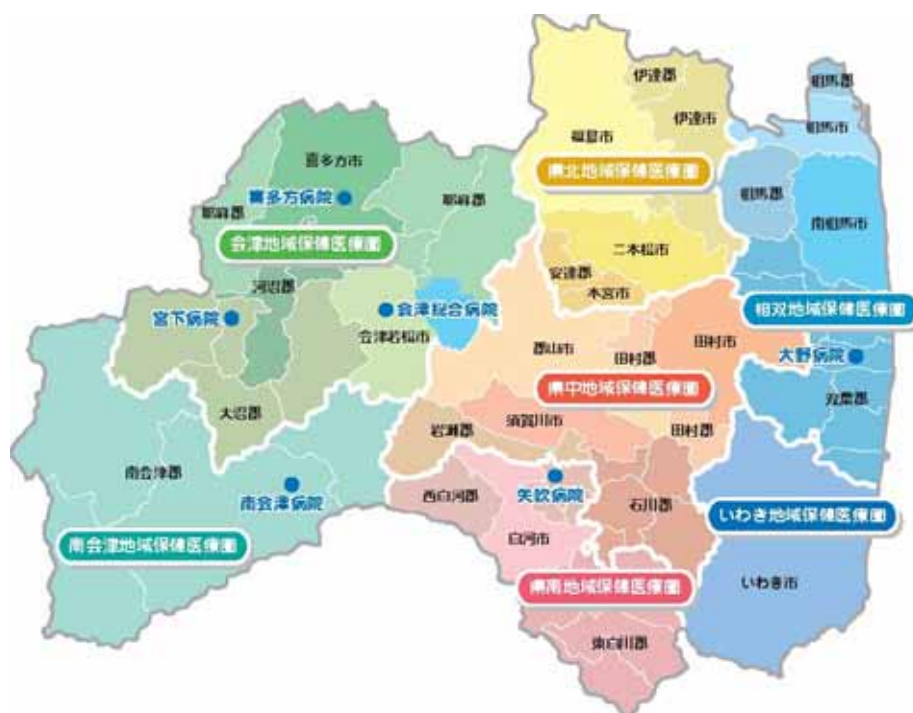 伊達郡
相馬郡
伊達市
相馬市
福島市
喜多方市
県北地域保健医療圏
喜多方病院
耶麻郡
相馬郡
耶麻郡
南相馬市
会津地域保健医療圏
二本松市
安達郡
河沼郡
本宮市
宮下病院
会津総合病院
相双地域保健医療圏
会津若松市
郡山市
田村郡
田村市
大野病院
県中地域保健医療圏
双葉郡
大沼郡
須賀川市
岩瀬郡
田村郡
南会津郡
矢吹病院
南会津病院
西白河郡
石川郡
いわき地域保健医療圏
白河市
南会津地域保健医療圏
いわき市
県南地域保健医療圏
東白川郡